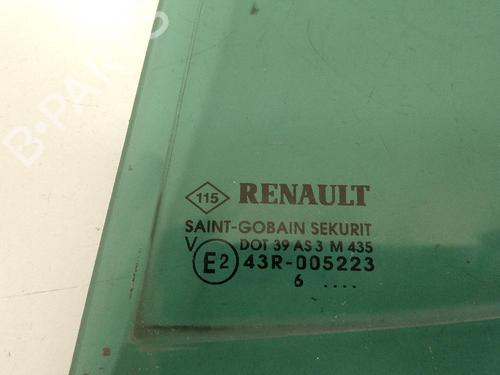 B-PARTS
115 RENAULT
SAINT-GOBAIN SEKURIT
V DOT 39 AS 3 M 435
E2 43R-005223
6 ....